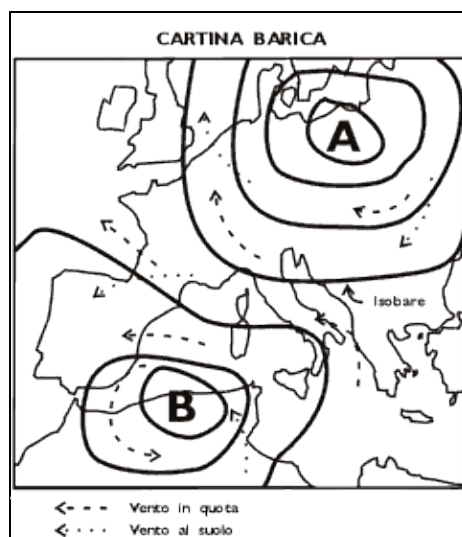 CARTINA BARICA
A
Isobare
B
Vento in quota
Vento al suolo